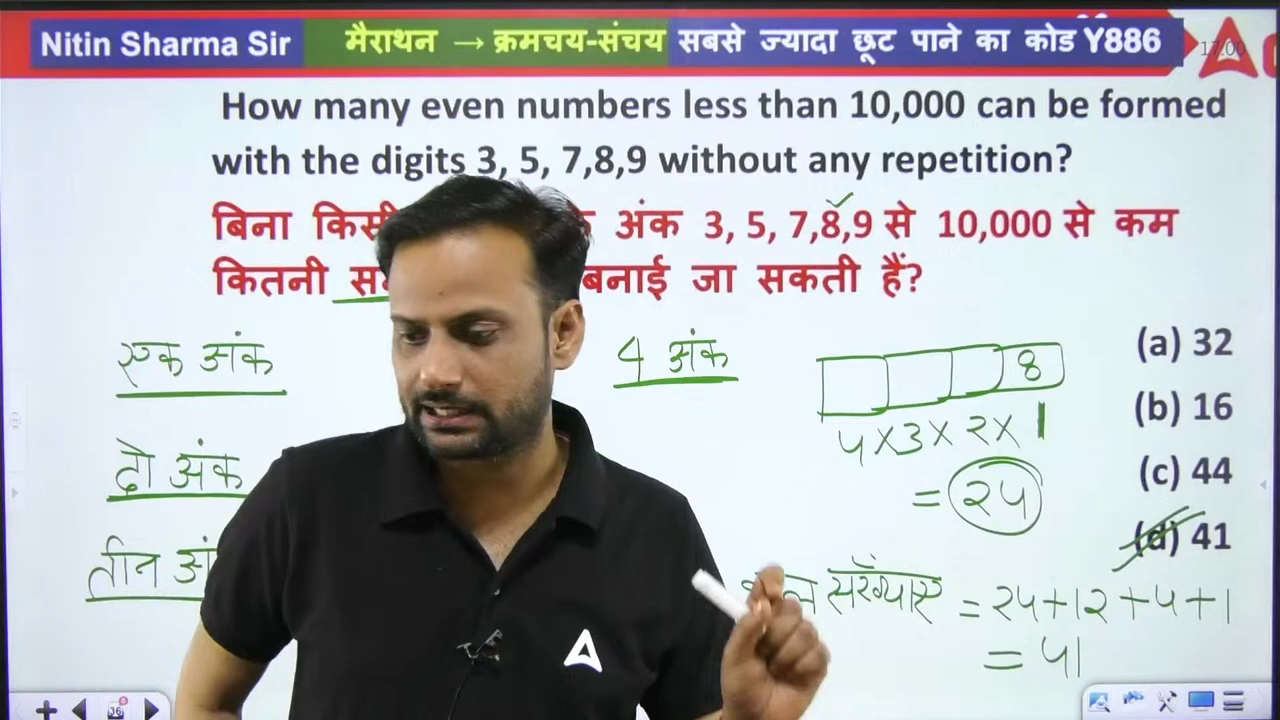 Nitin Sharma Sir मैराथन → क्रमचय-संचय सबसे ज्यादा छूट पाने का कोड Y886 17:00
How many even numbers less than 10,000 can be formed
with the digits 3, 5, 7,8,9 without any repetition?
बिना अंक 3, 5, 7,8,9 से 10,000 से कम
कितनी बनाई जा सकती हैं?
एक अंक
दो अंक
तीन
4 अंक
8
4×3×2×1
= 24
(a) 32
(b) 16
(c) 44
(d) 41
संख्याएँ = 24+12+4+1
= 41
36